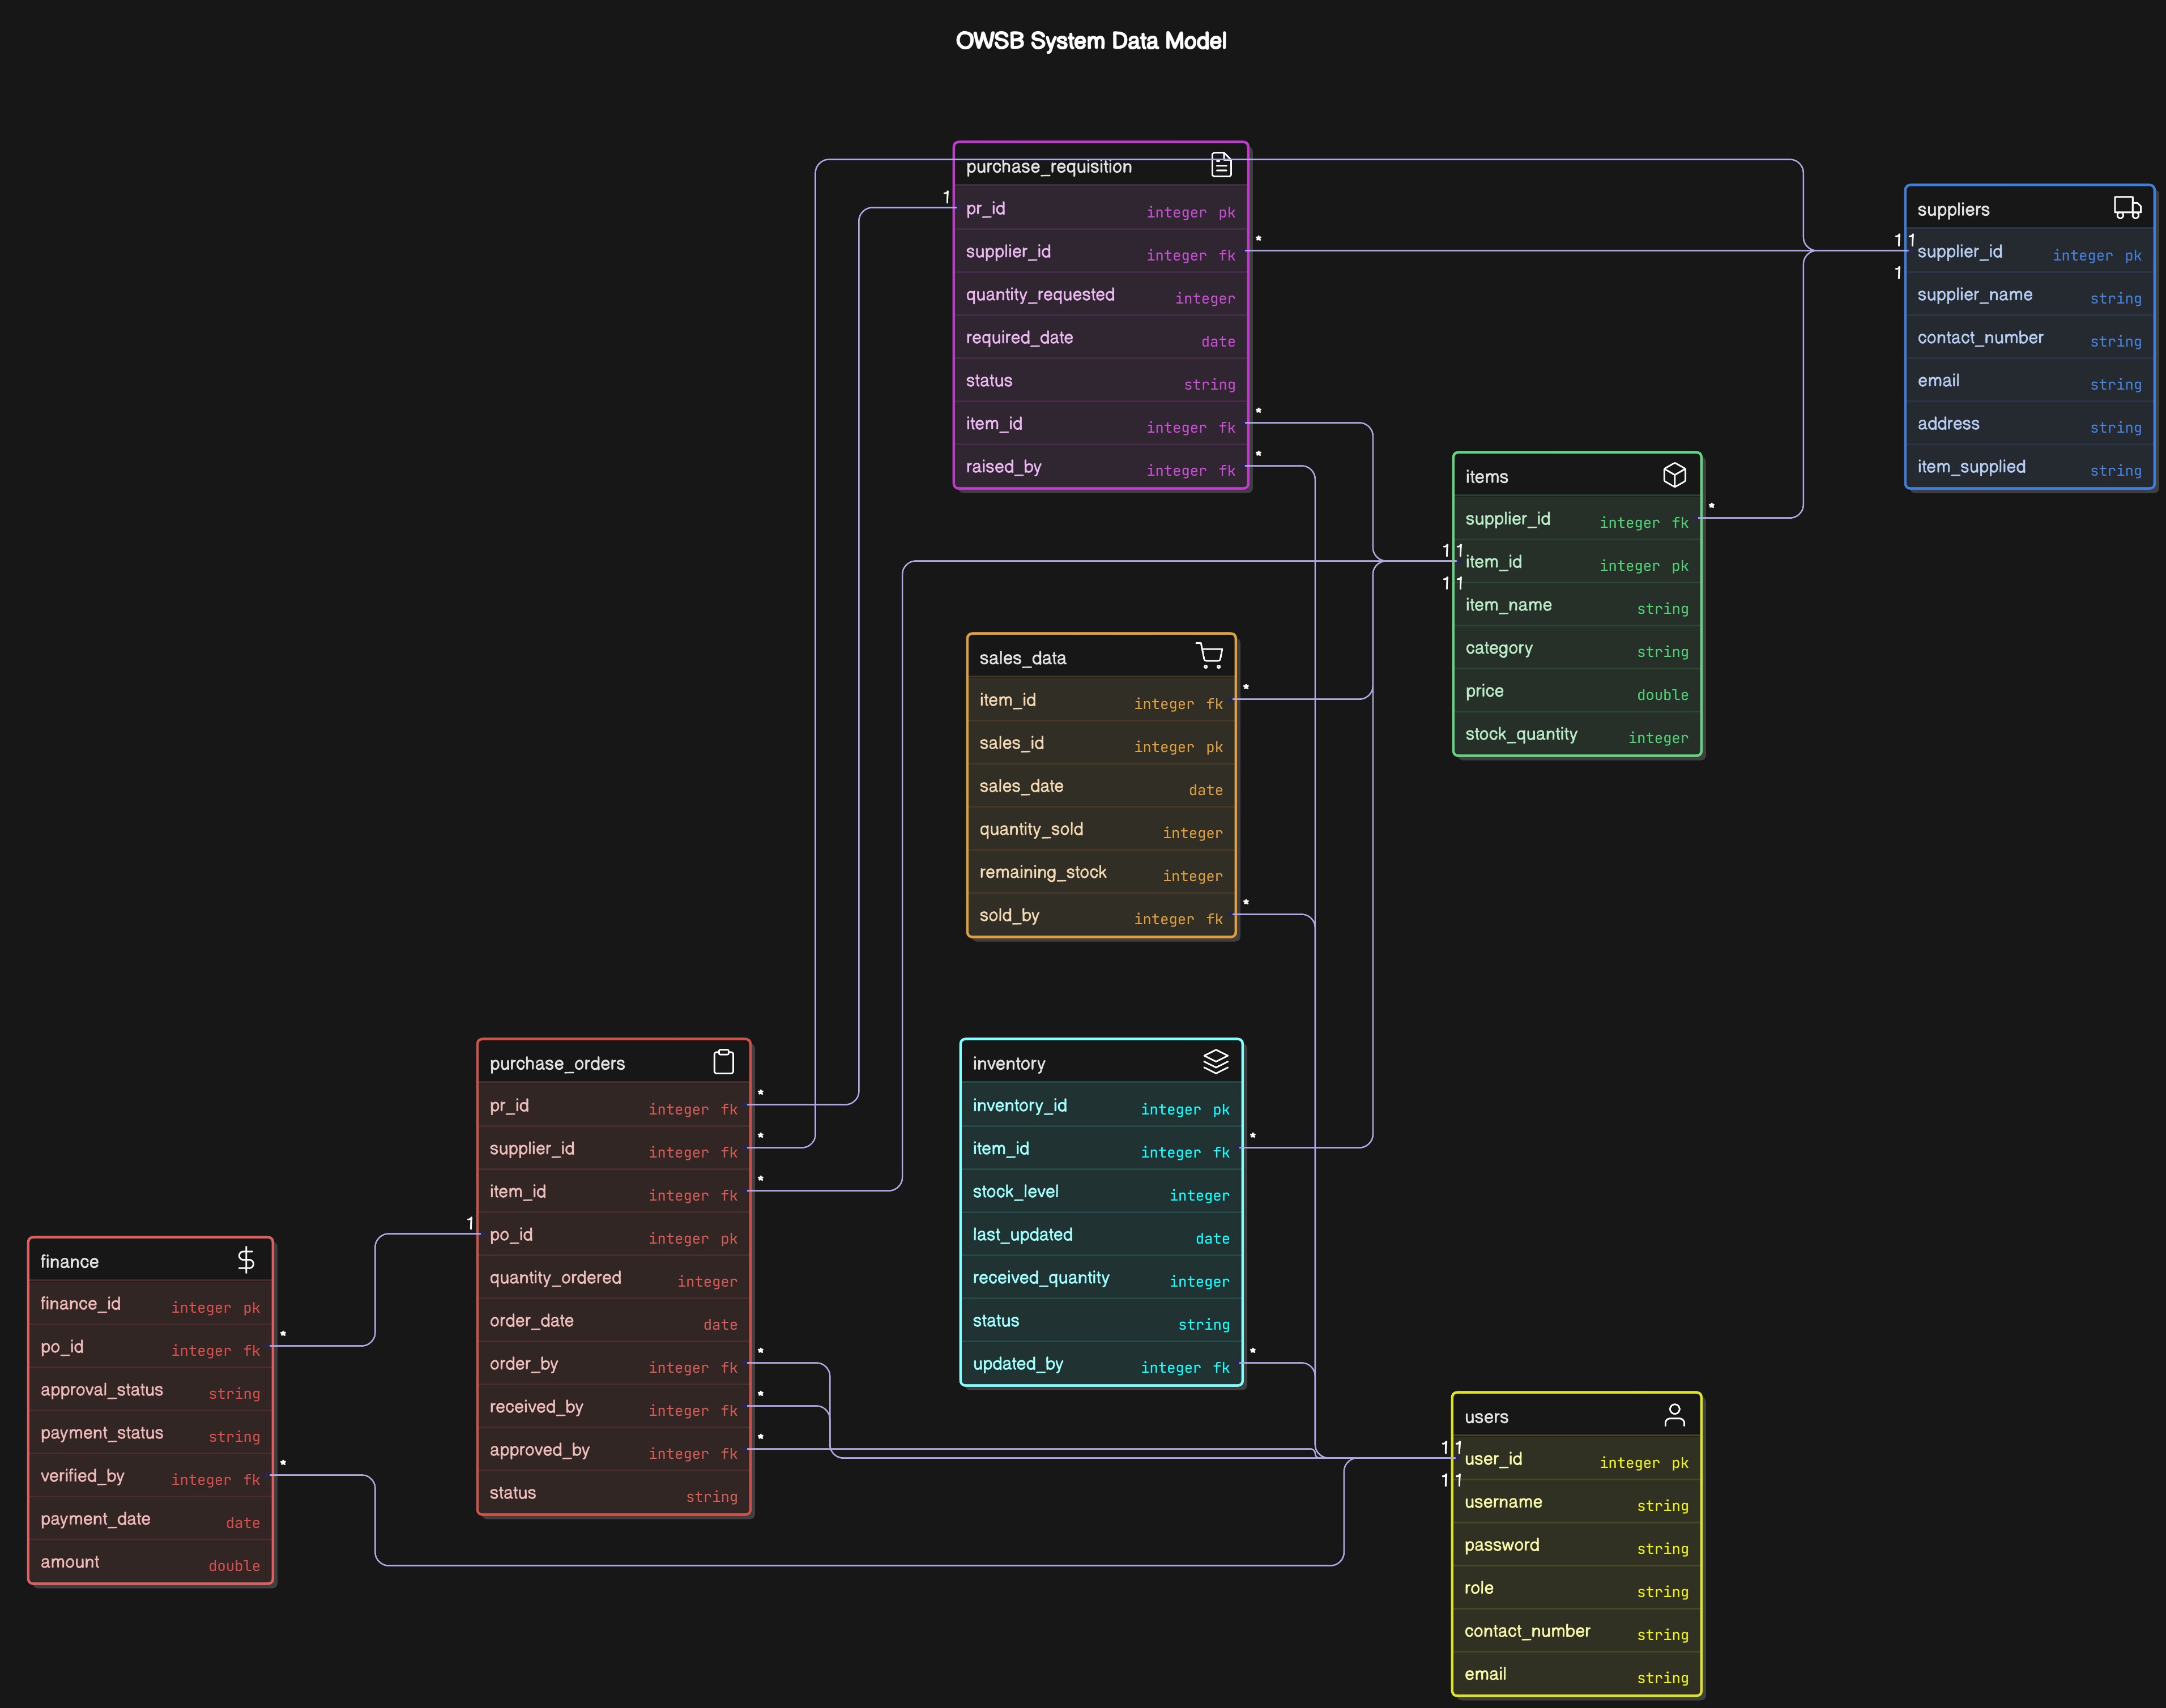 OWSB System Data Model
purchase_requisition
1
pr_id integer pk
supplier_id integer fk *
quantity_requested integer
required_date date
status string
item_id integer fk *
raised_by integer fk *
suppliers
1 1
supplier_id integer pk
1
supplier_name string
contact_number string
email string
address string
item_supplied string
items
supplier_id integer fk *
1 1
item_id integer pk
1 1
item_name string
category string
price double
stock_quantity integer
sales_data
item_id integer fk *
sales_id integer pk
sales_date date
quantity_sold integer
remaining_stock integer
sold_by integer fk *
purchase_orders
pr_id integer fk *
supplier_id integer fk *
item_id integer fk *
1
po_id integer pk
quantity_ordered integer
order_date date
order_by integer fk *
received_by integer fk *
approved_by integer fk *
status string
inventory
inventory_id integer pk
item_id integer fk *
stock_level integer
last_updated date
received_quantity integer
status string
updated_by integer fk *
finance
finance_id integer pk
po_id integer fk *
approval_status string
payment_status string
verified_by integer fk *
payment_date date
amount double
users
1 1
user_id integer pk
1 1
username string
password string
role string
contact_number string
email string